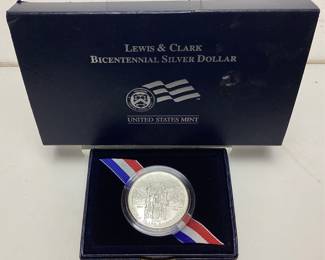 LEWIS & CLARK
BICENTENNIAL SILVER DOLLAR
UNITED STATES MINT